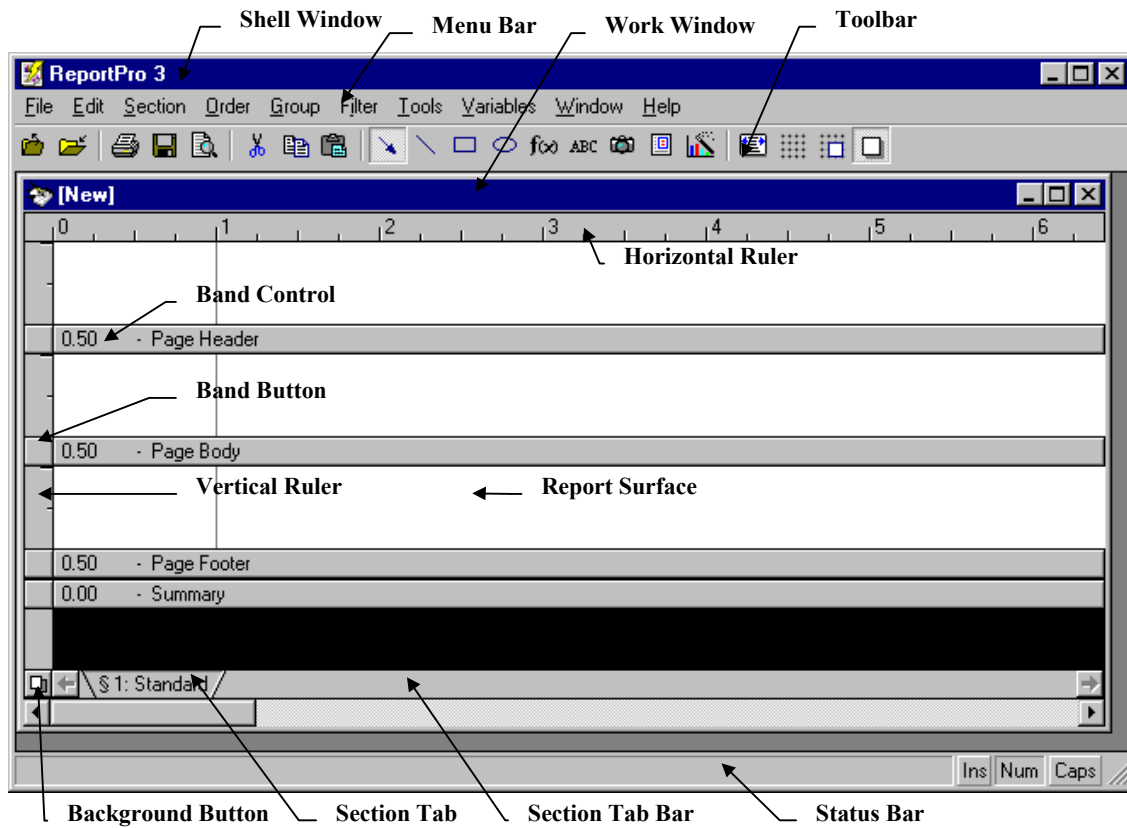 Shell Window Menu Bar Work Window Toolbar
ReportPro 3
File Edit Section Order Group Filter Tools Variables Window Help
f(x) ABC
[New]
0 1 2 3 4 5 6
Horizontal Ruler
Band Control
0.50 - Page Header
Band Button
0.50 - Page Body
Vertical Ruler Report Surface
0.50 - Page Footer
0.00 - Summary
§ 1: Standard
Ins Num Caps
Background Button Section Tab Section Tab Bar Status Bar